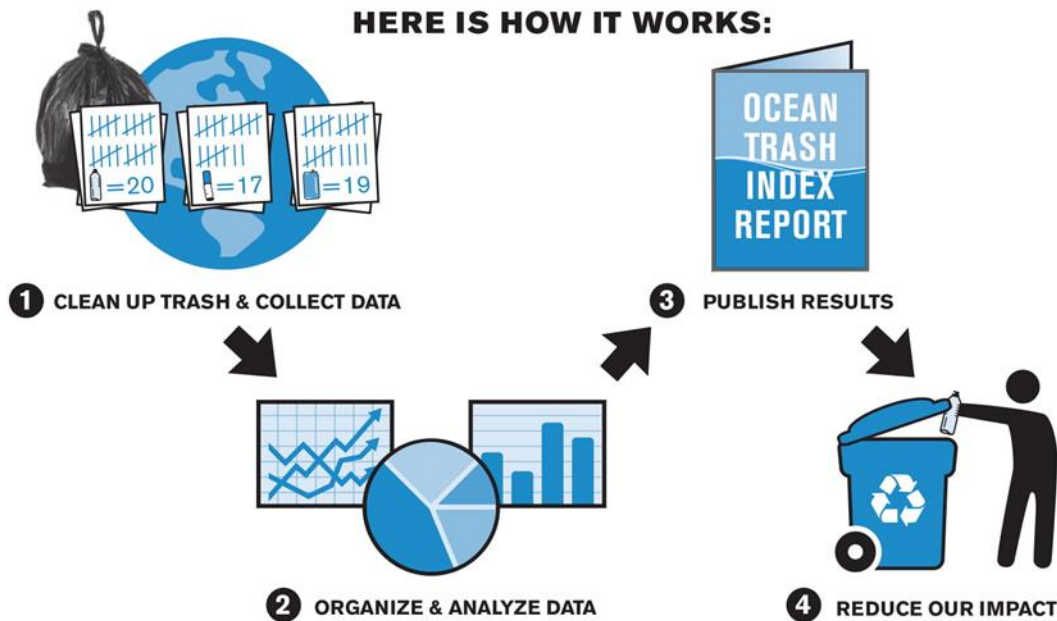 HERE IS HOW IT WORKS:
=20
=17
=19
1 CLEAN UP TRASH & COLLECT DATA
2 ORGANIZE & ANALYZE DATA
OCEAN
TRASH
INDEX
REPORT
3 PUBLISH RESULTS
4 REDUCE OUR IMPACT